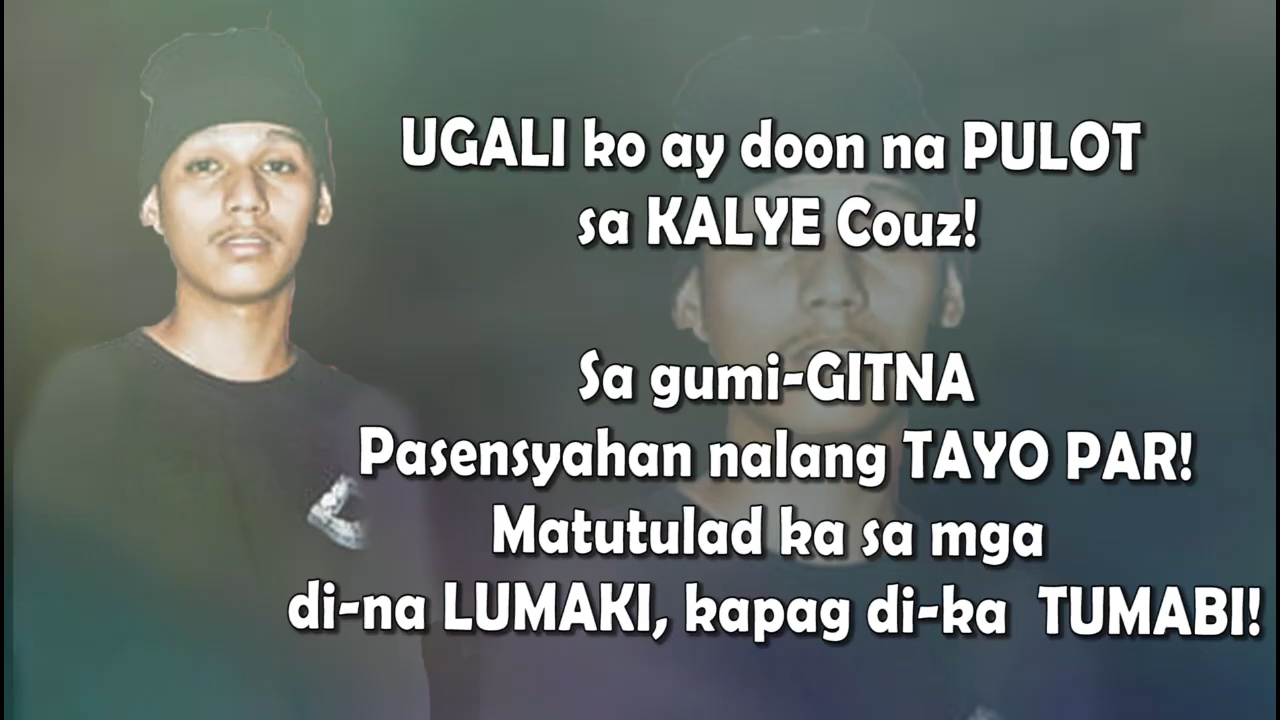 UGALI ko ay doon na PULOT
sa KALYE Couz!
Sa gumi-GITNA
Pasensyahan nalang TAYO PAR!
Matutulad ka sa mga
di-na LUMAKI, kapag di-ka TUMABI!